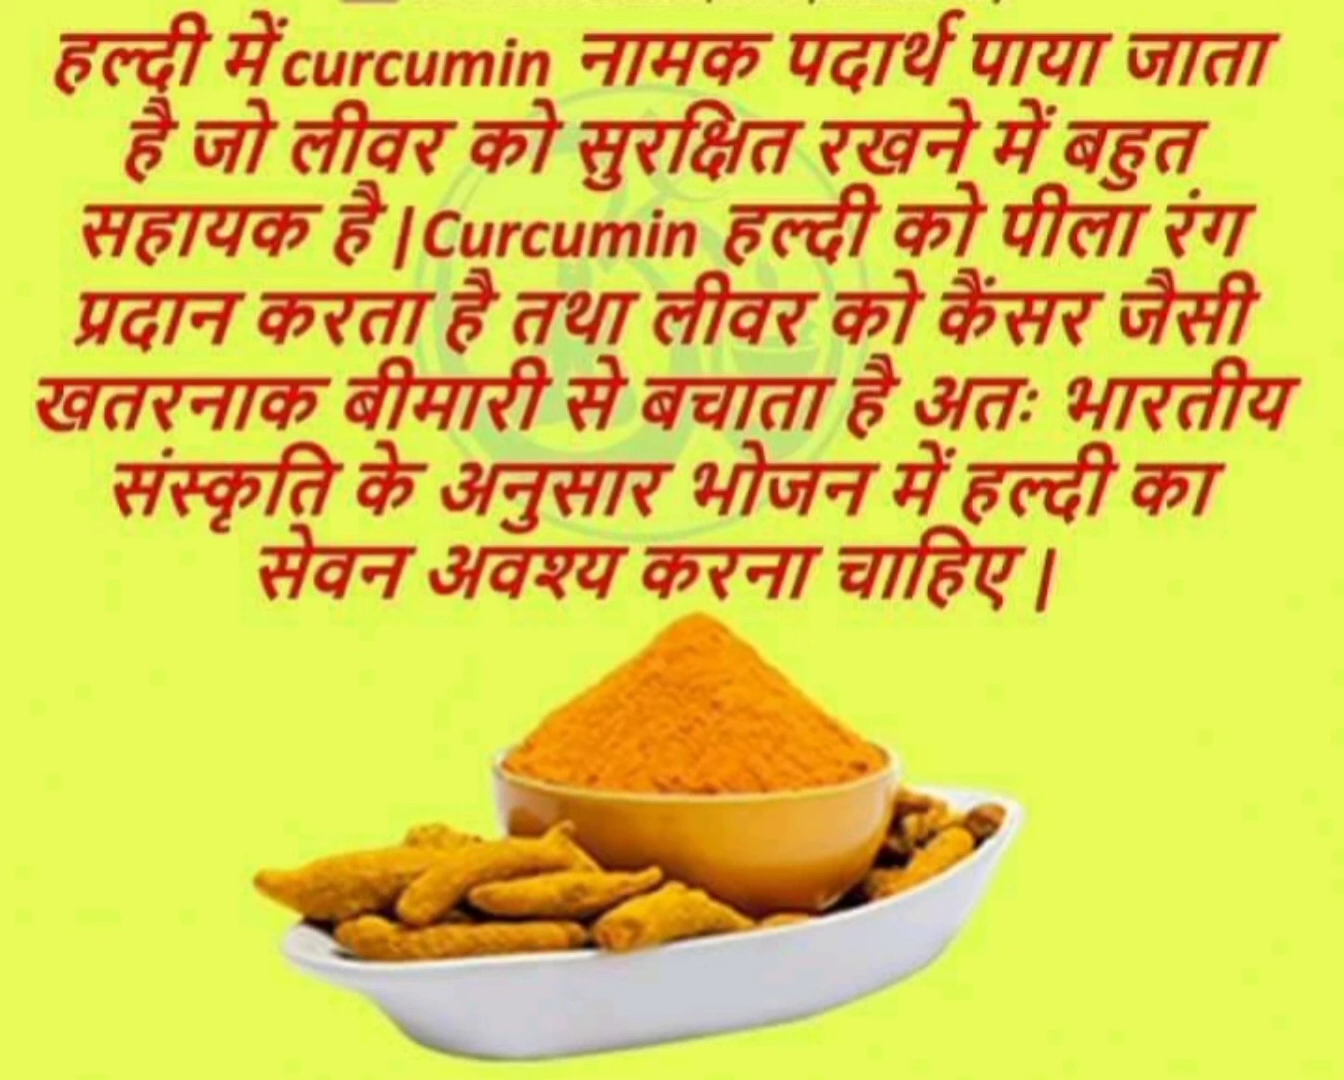 हल्दी में curcumin नामक पदार्थ पाया जाता
है जो लीवर को सुरक्षित रखने में बहुत
सहायक है | Curcumin हल्दी को पीला रंग
प्रदान करता है तथा लीवर को कैंसर जैसी
खतरनाक बीमारी से बचाता है अतः भारतीय
संस्कृति के अनुसार भोजन में हल्दी का
सेवन अवश्य करना चाहिए |